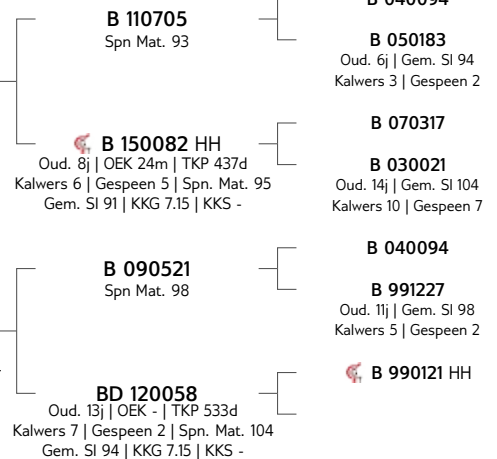 B 110705
Spn Mat. 93
B 150082 HH
Oud. 8j | OEK 24m | TKP 437d
Kalwers 6 | Gespeen 5 | Spn. Mat. 95
Gem. SI 91 | KKG 7.15 | KKS -
B 090521
Spn Mat. 98
BD 120058
Oud. 13j | OEK - | TKP 533d
Kalwers 7 | Gespeen 2 | Spn. Mat. 104
Gem. SI 94 | KKG 7.15 | KKS -
B 040094
B 050183
Oud. 6j | Gem. SI 94
Kalwers 3 | Gespeen 2
B 070317
B 030021
Oud. 14j | Gem. SI 104
Kalwers 10 | Gespeen 7
B 040094
B 991227
Oud. 11j | Gem. SI 98
Kalwers 5 | Gespeen 2
B 990121 HH